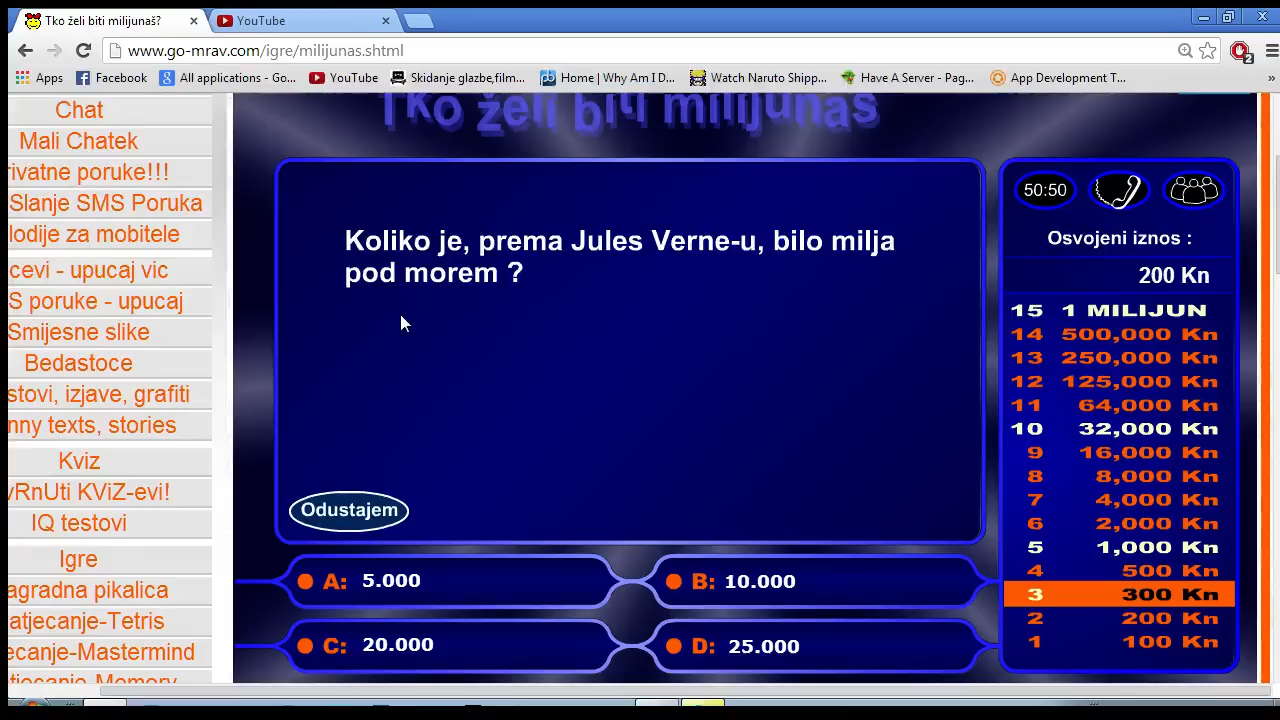 Tko želi biti milijunaš?
YouTube
www.go-mrav.com/igre/milijunas.shtml
2
Apps
Facebook
All applications - Go...
YouTube
Skidanje glazbe,film...
Home | Why Am I D...
Watch Naruto Shipp...
Have A Server - Pag...
App Development T...
»
Chat
Mali Chatek
rivatne poruke!!!
Slanje SMS Poruka
lodije za mobitele
cevi - upucaj vic
S poruke - upucaj
Smijesne slike
Bedastoce
stovi, izjave, grafiti
nny texts, stories
Kviz
vRnUti KViZ-evi!
IQ testovi
Igre
agradna pikalica
atjecanje-Tetris
ecanje-Mastmind
tjecanje-Memory
Tko želi biti milijunaš
Koliko je, prema Jules Verne-u, bilo milja
pod morem ?
Odustajem
A: 5.000
B: 10.000
C: 20.000
D: 25.000
50:50
Osvojeni iznos :
200 Kn
15 1 MILIJUN
14 500,000 Kn
13 250,000 Kn
12 125,000 Kn
11 64,000 Kn
10 32,000 Kn
9 16,000 Kn
8 8,000 Kn
7 4,000 Kn
6 2,000 Kn
5 1,000 Kn
4 500 Kn
3 300 Kn
2 200 Kn
1 100 Kn